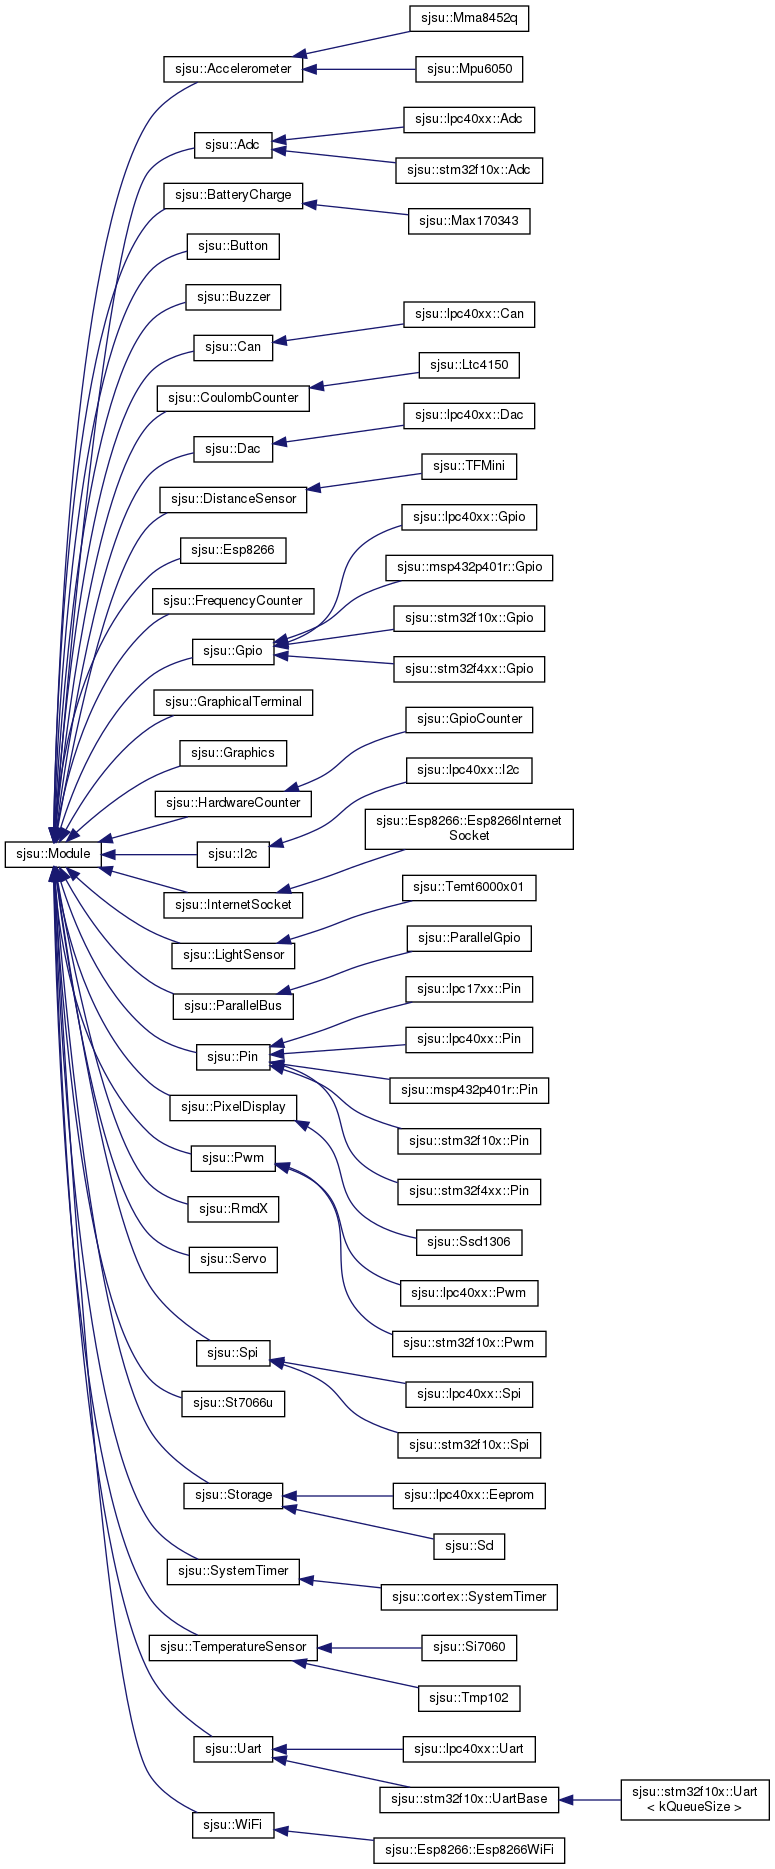 sjsu::Mma8452q
sjsu::Accelerometer
sjsu::Mpu6050
sjsu::lpc40xx::Adc
sjsu::Adc
sjsu::stm32f10x::Adc
sjsu::BatteryCharge
sjsu::Max170343
sjsu::Button
sjsu::Buzzer
sjsu::lpc40xx::Can
sjsu::Can
sjsu::Ltc4150
sjsu::CoulombCounter
sjsu::lpc40xx::Dac
sjsu::Dac
sjsu::TFMini
sjsu::DistanceSensor
sjsu::lpc40xx::Gpio
sjsu::Esp8266
sjsu::msp432p401r::Gpio
sjsu::FrequencyCounter
sjsu::stm32f10x::Gpio
sjsu::Gpio
sjsu::stm32f4xx::Gpio
sjsu::GraphicalTerminal
sjsu::GpioCounter
sjsu::Graphics
sjsu::lpc40xx::I2c
sjsu::HardwareCounter
sjsu::Esp8266::Esp8266Internet
Socket
sjsu::Module
sjsu::I2c
sjsu::Temt6000x01
sjsu::InternetSocket
sjsu::ParallelGpio
sjsu::LightSensor
sjsu::lpc17xx::Pin
sjsu::ParallelBus
sjsu::lpc40xx::Pin
sjsu::Pin
sjsu::msp432p401r::Pin
sjsu::PixelDisplay
sjsu::stm32f10x::Pin
sjsu::Pwm
sjsu::stm32f4xx::Pin
sjsu::RmdX
sjsu::Ssd1306
sjsu::Servo
sjsu::lpc40xx::Pwm
sjsu::stm32f10x::Pwm
sjsu::Spi
sjsu::lpc40xx::Spi
sjsu::St7066u
sjsu::stm32f10x::Spi
sjsu::Storage
sjsu::lpc40xx::Eeprom
sjsu::Sd
sjsu::SystemTimer
sjsu::cortex::SystemTimer
sjsu::TemperatureSensor
sjsu::Si7060
sjsu::Tmp102
sjsu::Uart
sjsu::lpc40xx::Uart
sjsu::stm32f10x::UartBase
sjsu::stm32f10x::Uart
< kQueueSize >
sjsu::WiFi
sjsu::Esp8266::Esp8266WiFi